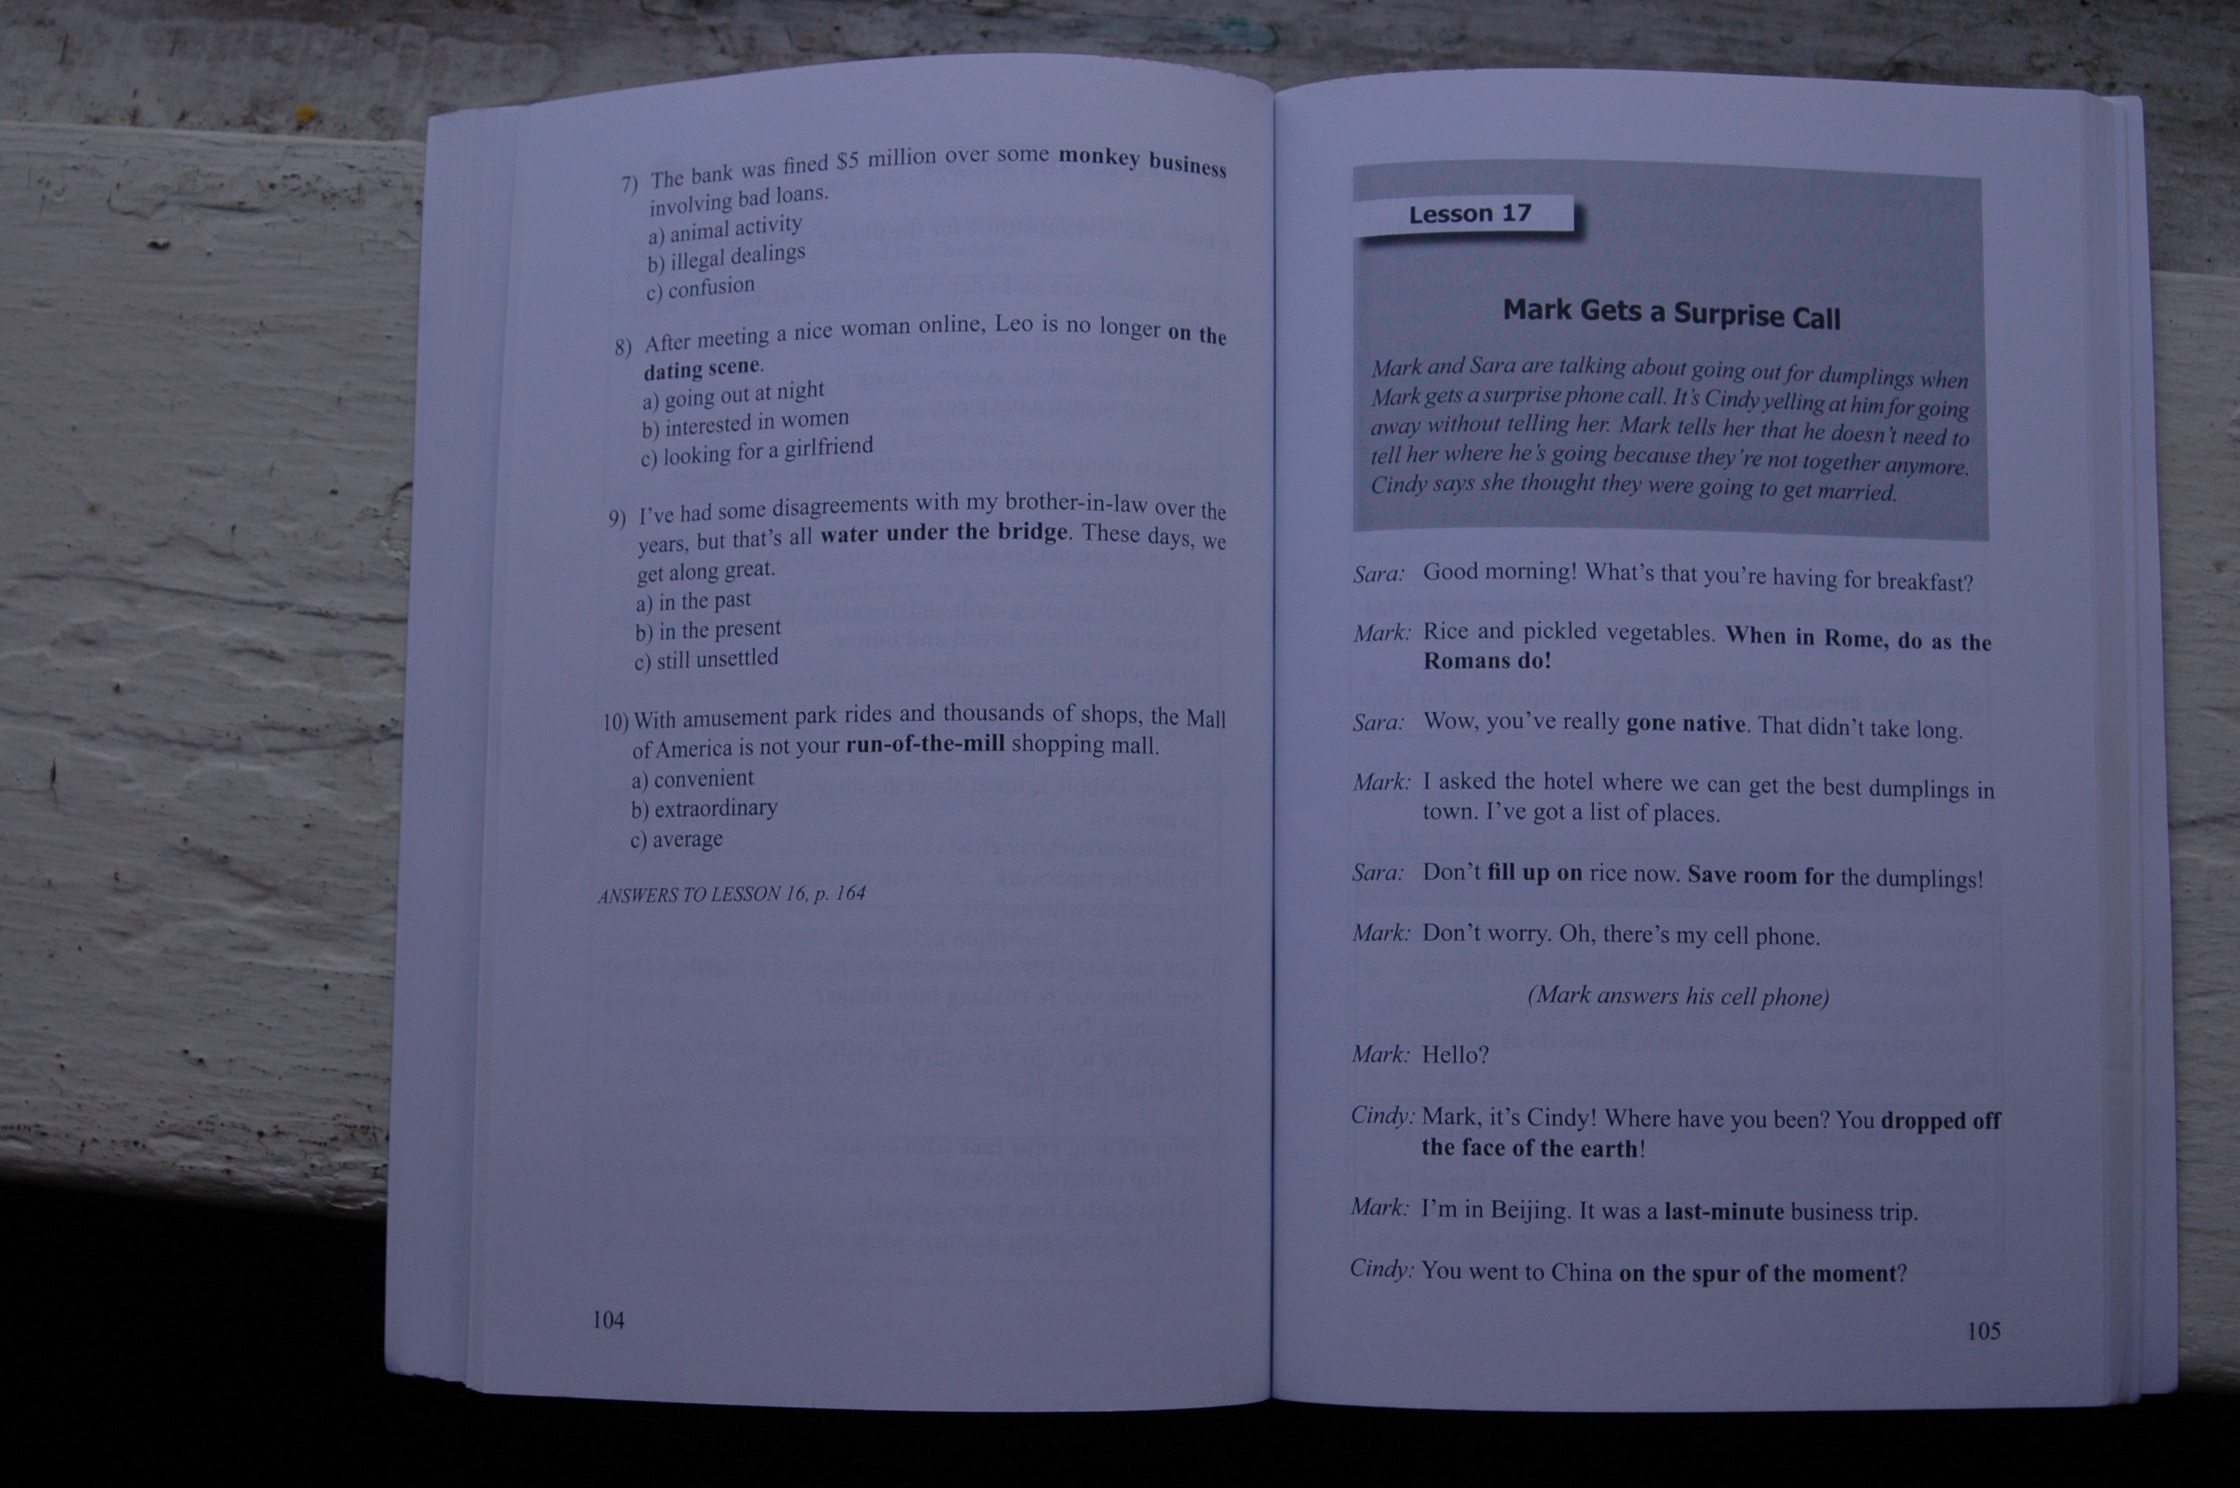 7) The bank was fined $5 million over some monkey business
involving bad loans.
a) animal activity
b) illegal dealings
c) confusion
8) After meeting a nice woman online, Leo is no longer on the
dating scene.
a) going out at night
b) interested in women
c) looking for a girlfriend
9) I've had some disagreements with my brother-in-law over the
years, but that's all water under the bridge. These days, we
get along great.
a) in the past
b) in the present
c) still unsettled
10) With amusement park rides and thousands of shops, the Mall
of America is not your run-of-the-mill shopping mall.
a) convenient
b) extraordinary
c) average
ANSWERS TO LESSON 16, p. 164
104
Lesson 17
Mark Gets a Surprise Call
Mark and Sara are talking about going out for dumplings when
Mark gets a surprise phone call. It's Cindy yelling at him for going
away without telling her. Mark tells her that he doesn't need to
tell her where he's going because they're not together anymore.
Cindy says she thought they were going to get married.
Sara: Good morning! What's that you're having for breakfast?
Mark: Rice and pickled vegetables. When in Rome, do as the
Romans do!
Sara: Wow, you've really gone native. That didn't take long.
Mark: I asked the hotel where we can get the best dumplings in
town. I've got a list of places.
Sara: Don't fill up on rice now. Save room for the dumplings!
Mark: Don't worry. Oh, there's my cell phone.
(Mark answers his cell phone)
Mark: Hello?
Cindy: Mark, it's Cindy! Where have you been? You dropped off
the face of the earth!
Mark: I'm in Beijing. It was a last-minute business trip.
Cindy: You went to China on the spur of the moment?
105